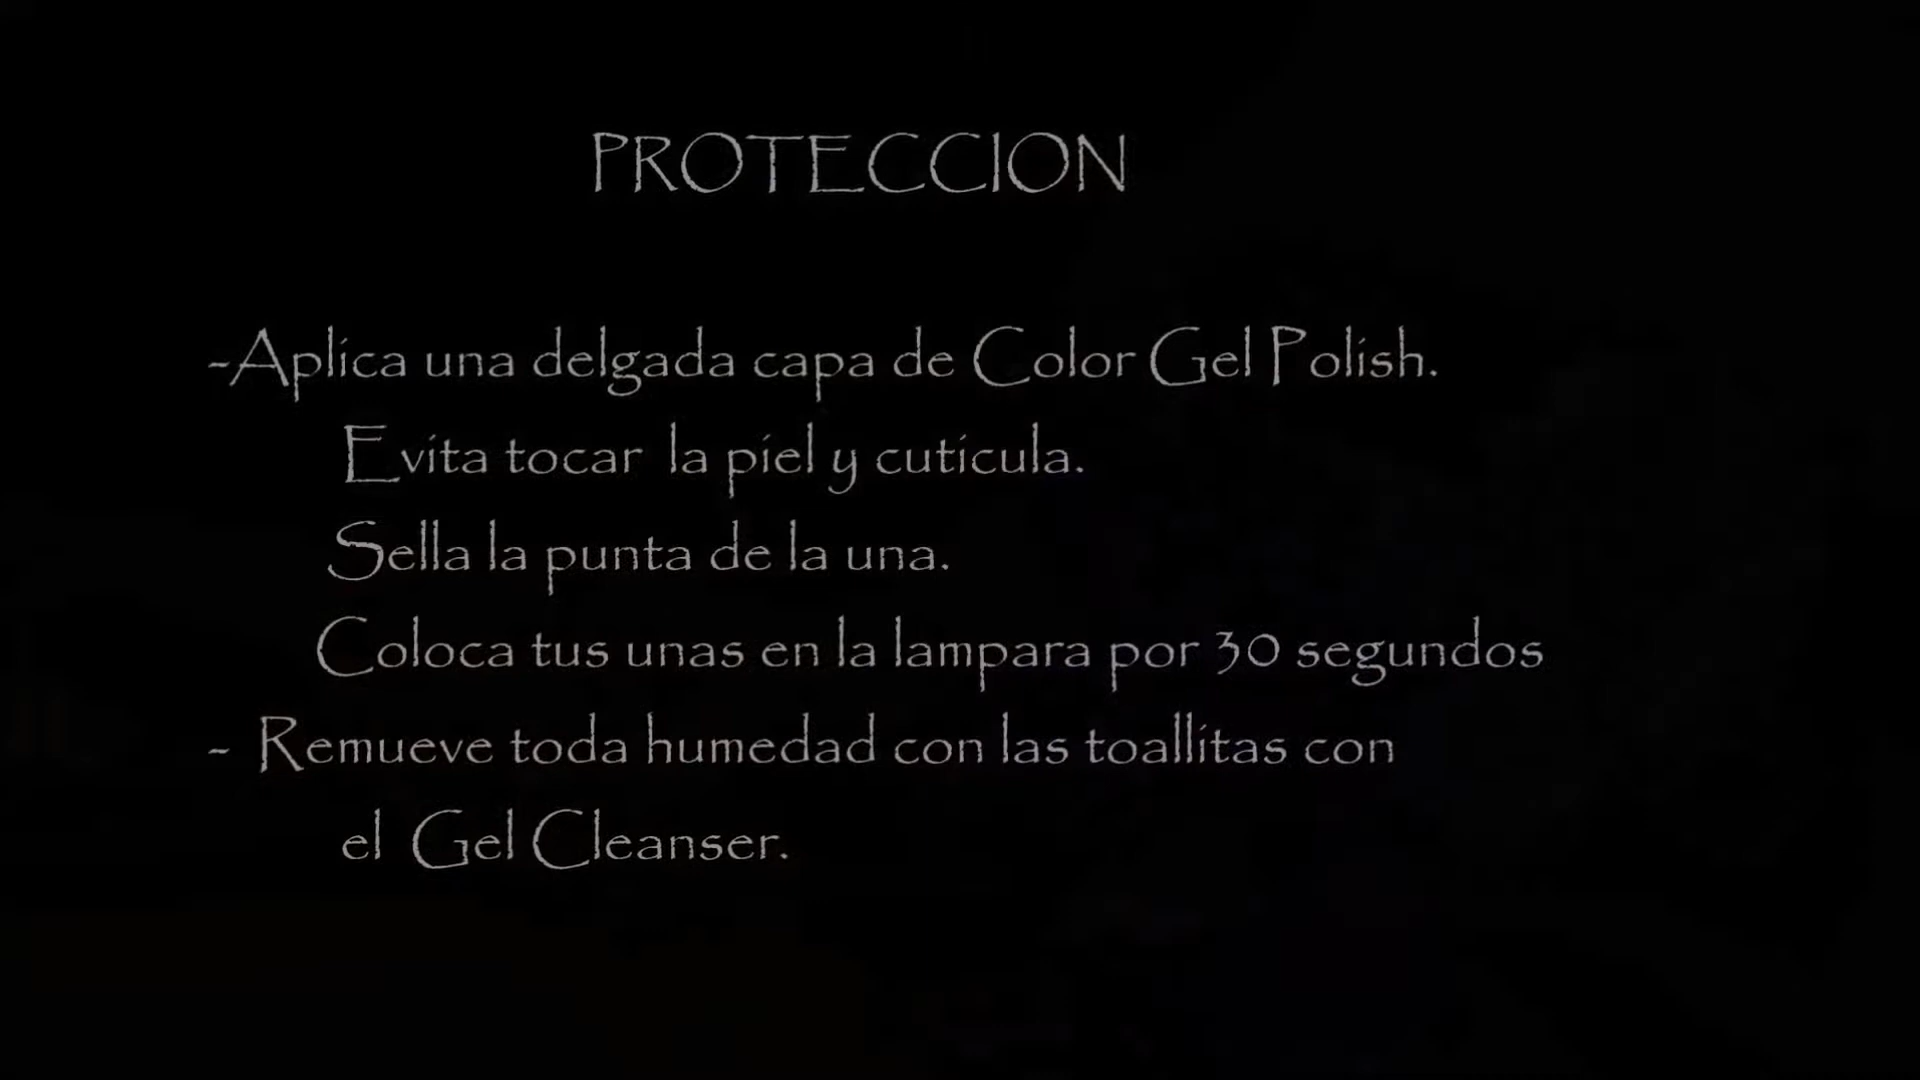 PROTECCION
-Aplica una delgada capa de Color Gel Polish.
Evita tocar la piel y cuticula.
Sella la punta de la una.
Coloca tus unas en la lampara por 30 segundos
- Remueve toda humedad con las toallitas con
el Gel Cleanser.